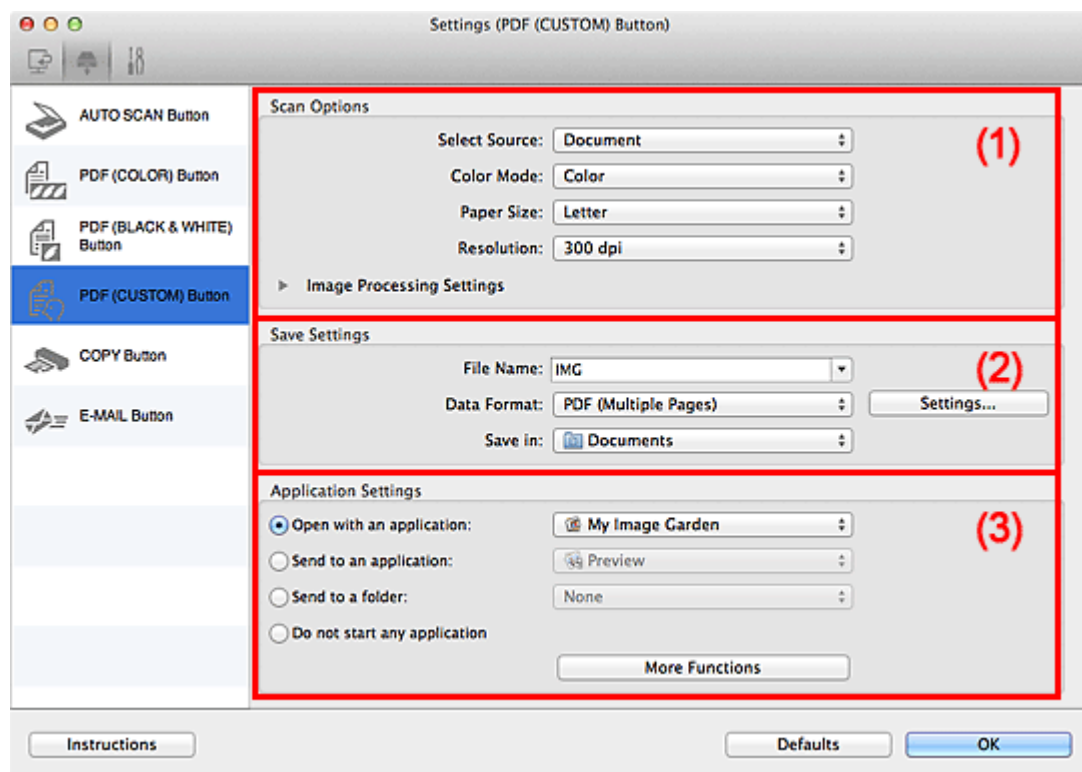 Settings (PDF (CUSTOM) Button)
AUTO SCAN Button
PDF (COLOR) Button
PDF (BLACK & WHITE)
Button
PDF (CUSTOM) Button
COPY Button
E-MAIL Button
Scan Options
(1)
Select Source: Document
Color Mode: Color
Paper Size: Letter
Resolution: 300 dpi
Image Processing Settings
Save Settings
(2)
File Name: IMG
Data Format: PDF (Multiple Pages) Settings...
Save in: Documents
Application Settings
(3)
Open with an application: My Image Garden
Send to an application: Preview
Send to a folder: None
Do not start any application
More Functions
Instructions Defaults OK